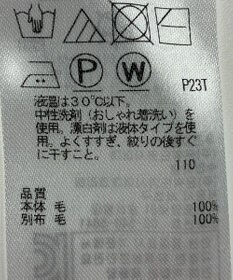 P W
P23T
液温は30℃以下。
中性洗剤(おしゃれ着洗い)を
使用。漂白剤は液体タイプを使
用。よくすすぎ、絞りの後すぐ
に干すこと。
110
品質
本体 毛 100%
別布 毛 100%